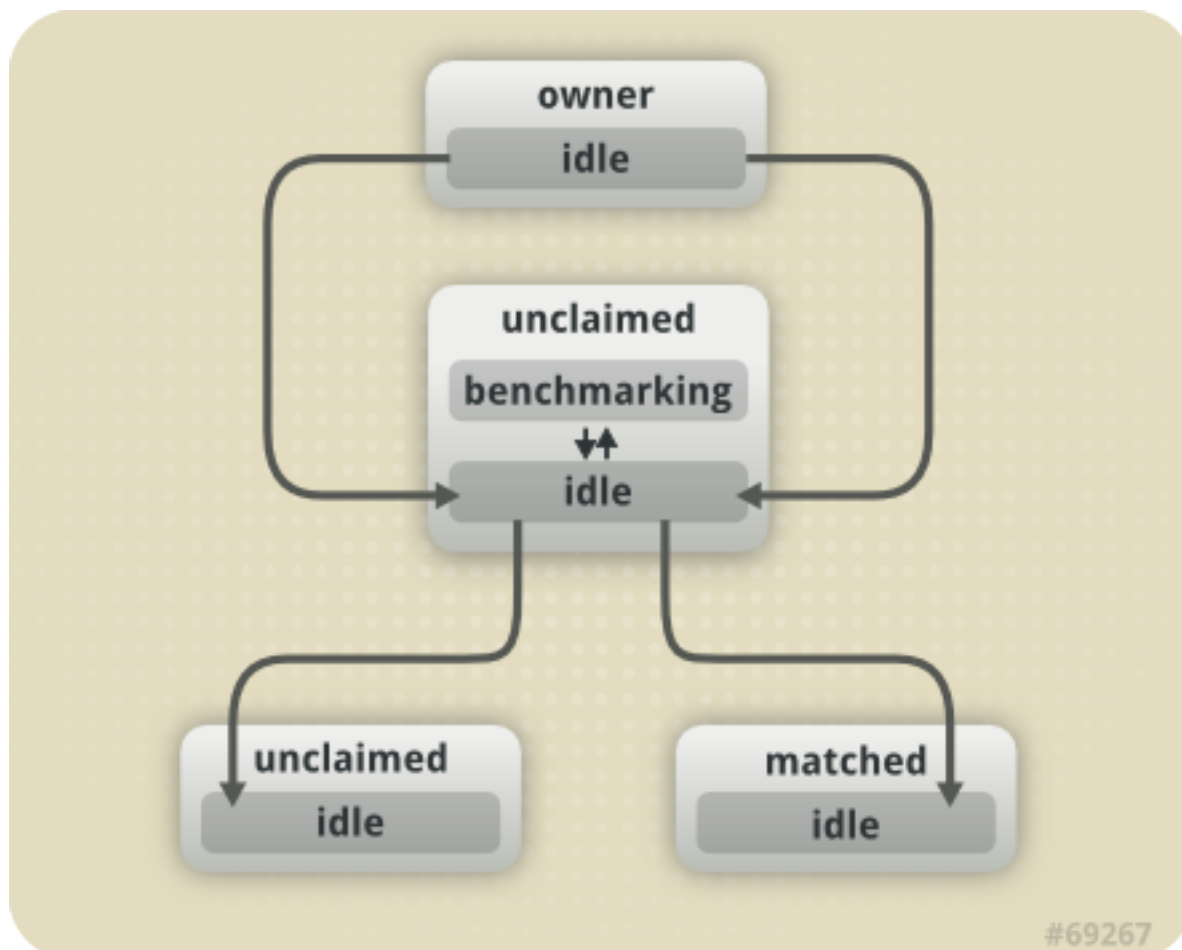 owner
idle
unclaimed
benchmarking
idle
unclaimed
idle
matched
idle
#69267